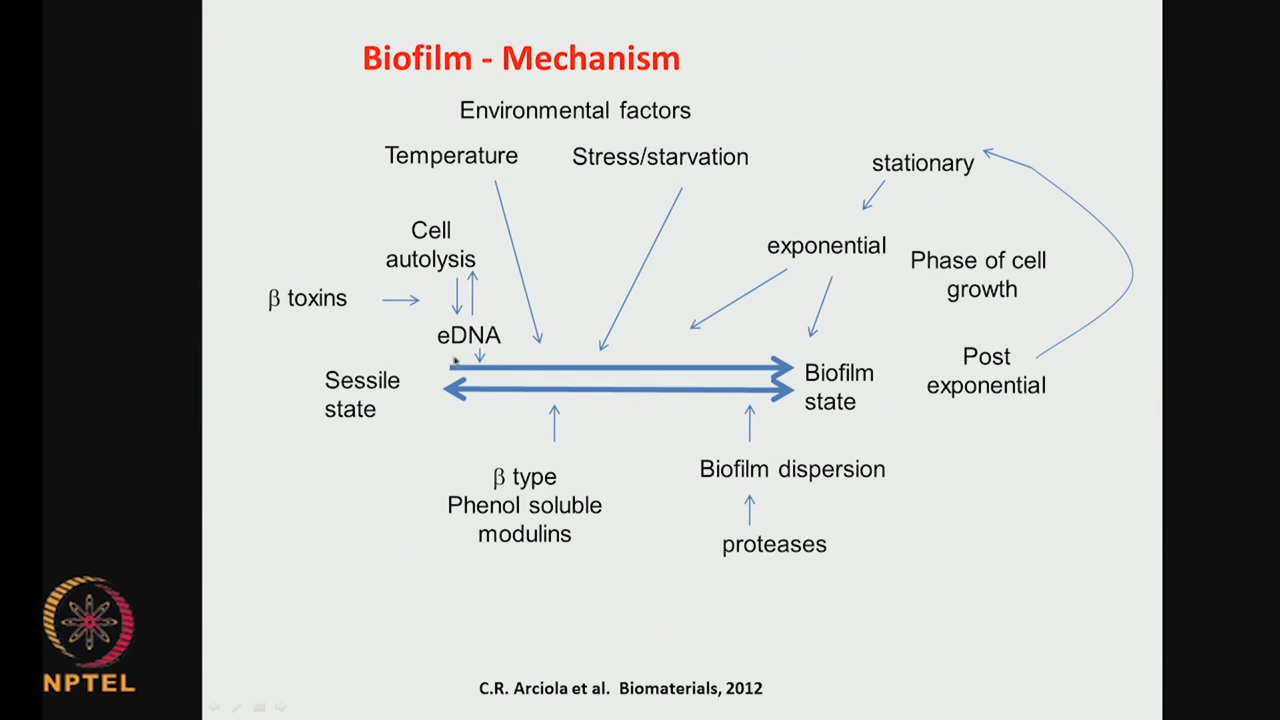 Biofilm - Mechanism
Environmental factors
Temperature
Stress/starvation
stationary
Cell
autolysis
exponential
Phase of cell
growth
β toxins
eDNA
Post
exponential
Sessile
state
Biofilm
state
β type
Phenol soluble
modulins
Biofilm dispersion
proteases
NPTEL
C.R. Arciola et al. Biomaterials, 2012